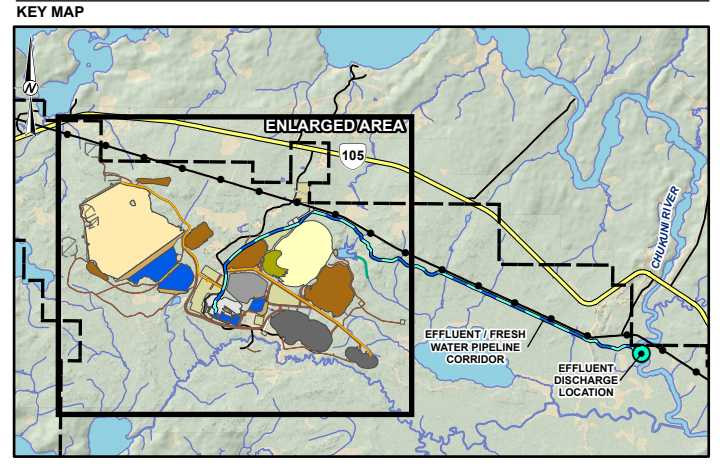 KEY MAP
N
ENLARGED AREA
105
CHUKUNI RIVER
EFFLUENT / FRESH
WATER PIPELINE
CORRIDOR
EFFLUENT
DISCHARGE
LOCATION